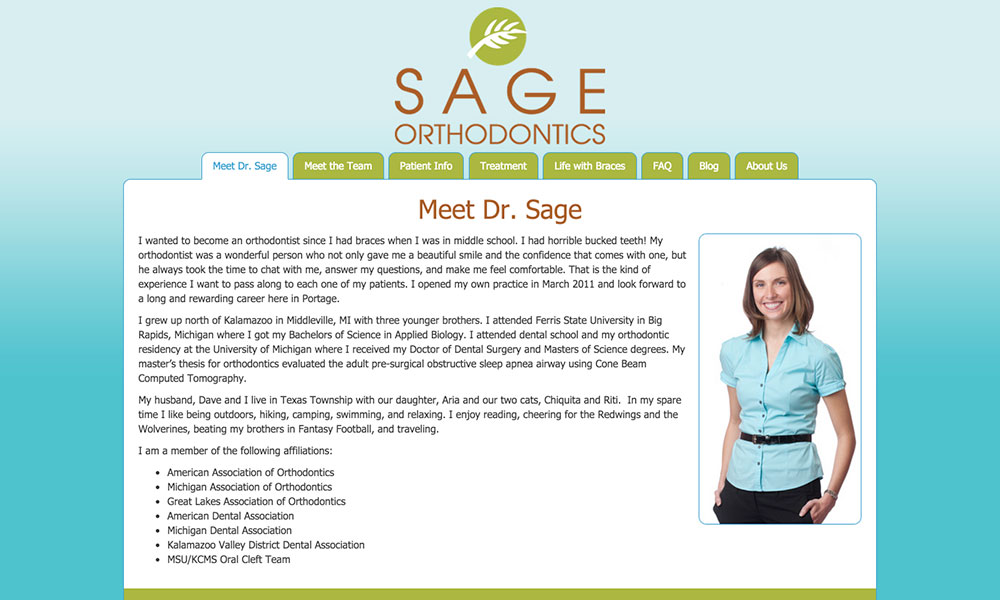 SAGE
ORTHODONTICS
Meet Dr. Sage Meet the Team Patient Info Treatment Life with Braces FAQ Blog About Us
Meet Dr. Sage
I wanted to become an orthodontist since I had braces when I was in middle school. I had horrible bucked teeth! My
orthodontist was a wonderful person who not only gave me a beautiful smile and the confidence that comes with one, but
he always took the time to chat with me, answer my questions, and make me feel comfortable. That is the kind of
experience I want to pass along to each one of my patients. I opened my own practice in March 2011 and look forward to
a long and rewarding career here in Portage.
I grew up north of Kalamazoo in Middleville, MI with three younger brothers. I attended Ferris State University in Big
Rapids, Michigan where I got my Bachelors of Science in Applied Biology. I attended dental school and my orthodontic
residency at the University of Michigan where I received my Doctor of Dental Surgery and Masters of Science degrees. My
master's thesis for orthodontics evaluated the adult pre-surgical obstructive sleep apnea airway using Cone Beam
Computed Tomography.
My husband, Dave and I live in Texas Township with our daughter, Aria and our two cats, Chiquita and Riti. In my spare
time I like being outdoors, hiking, camping, swimming, and relaxing. I enjoy reading, cheering for the Redwings and the
Wolverines, beating my brothers in Fantasy Football, and traveling.
I am a member of the following affiliations:
• American Association of Orthodontics
• Michigan Association of Orthodontics
• Great Lakes Association of Orthodontics
• American Dental Association
• Michigan Dental Association
• Kalamazoo Valley District Dental Association
• MSU/KCMS Oral Cleft Team